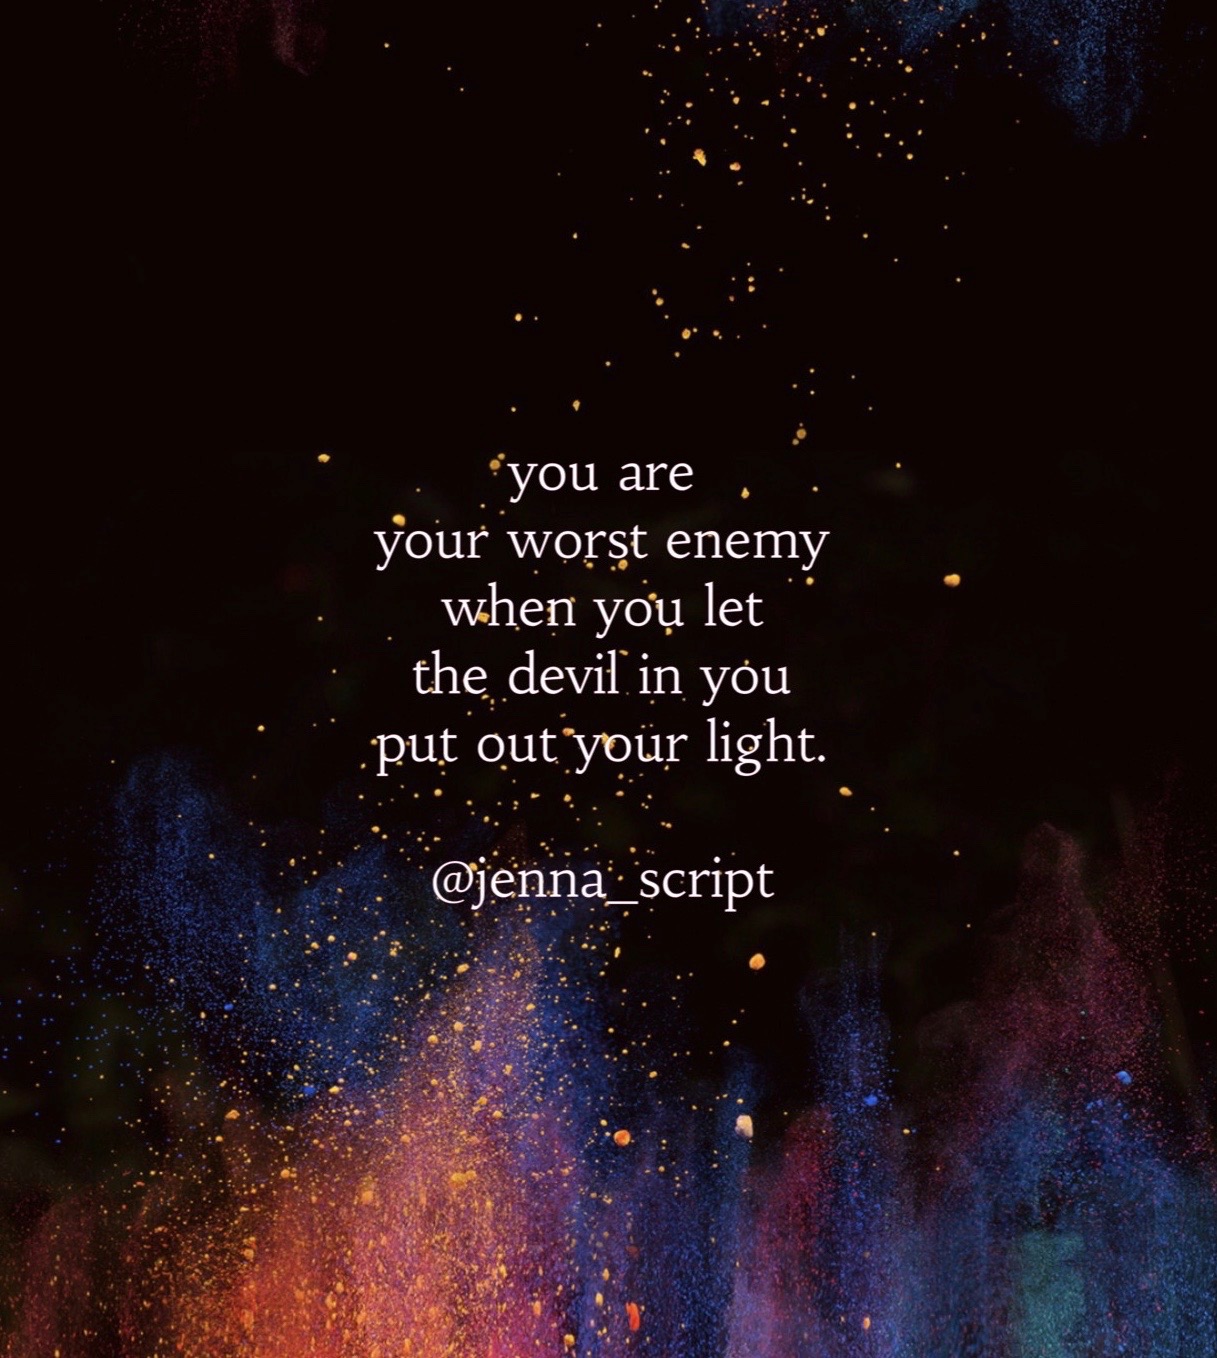 you are
your worst enemy
when you let
the devil in you
put out your light.
@jenna_script